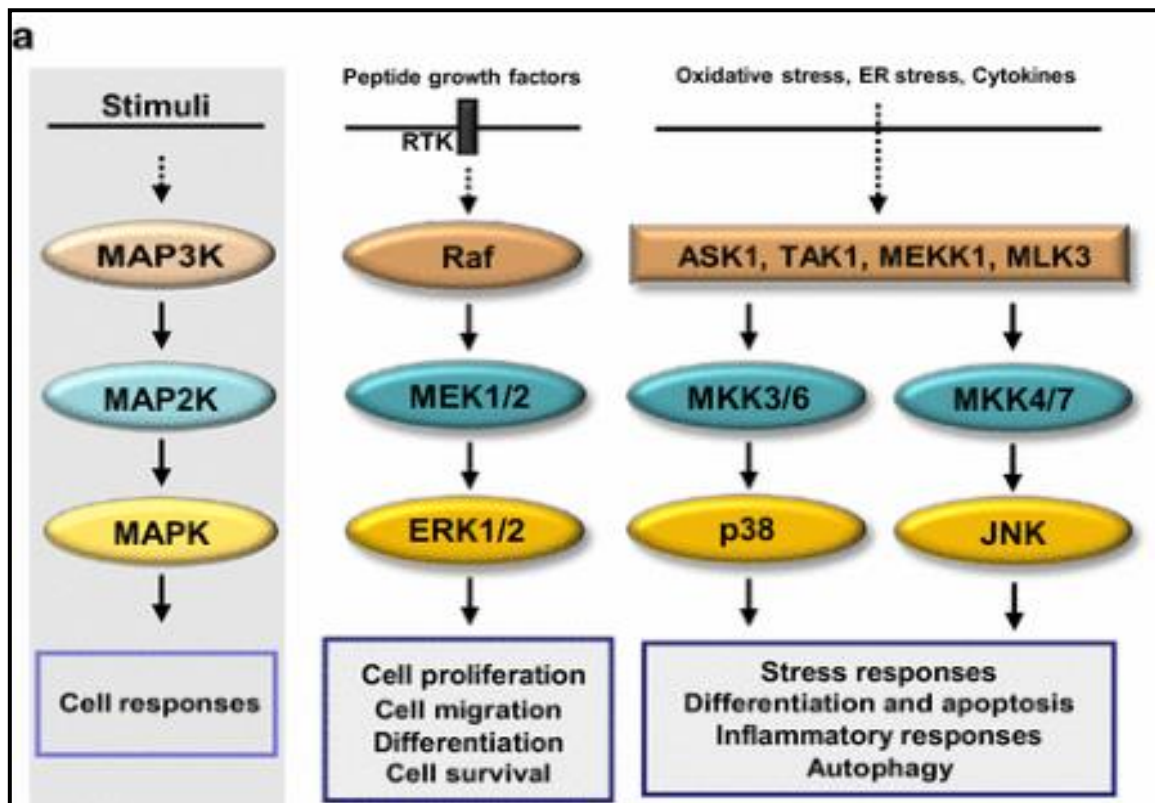 a
Stimuli
MAP3K
MAP2K
MAPK
Cell responses
Peptide growth factors
RTK
Raf
MEK1/2
ERK1/2
Cell proliferation
Cell migration
Differentiation
Cell survival
Oxidative stress, ER stress, Cytokines
ASK1, TAK1, MEKK1, MLK3
MKK3/6
MKK4/7
p38
JNK
Stress responses
Differentiation and apoptosis
Inflammatory responses
Autophagy